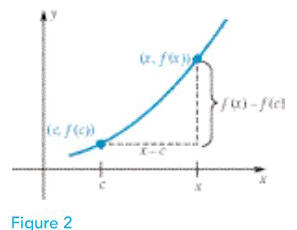 y
(x, f(x))
f(x) – f(c)
(c, f(c))
x – c
c
x
x
Figure 2